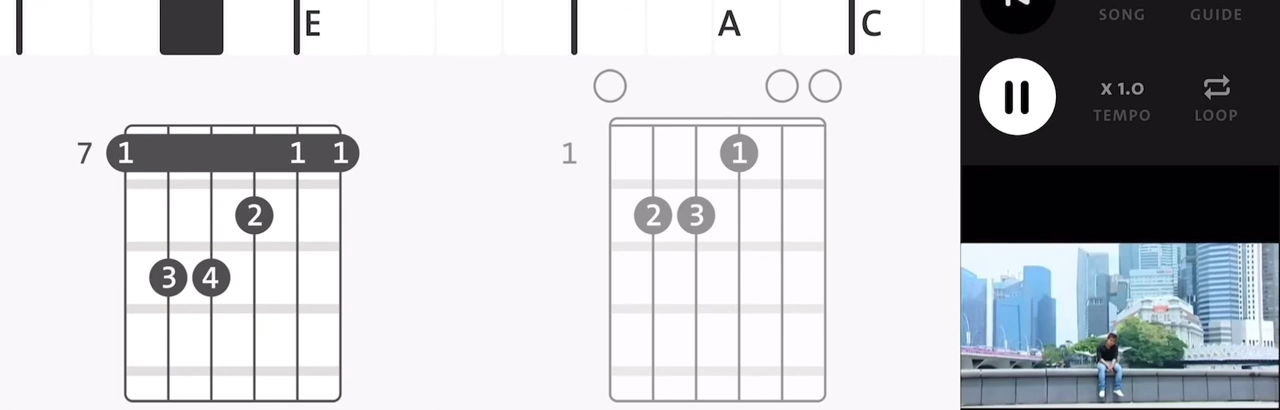 E A C
SONG GUIDE
X 1.0
TEMPO LOOP
7 1 1 1
2
3 4
1 1
2 3